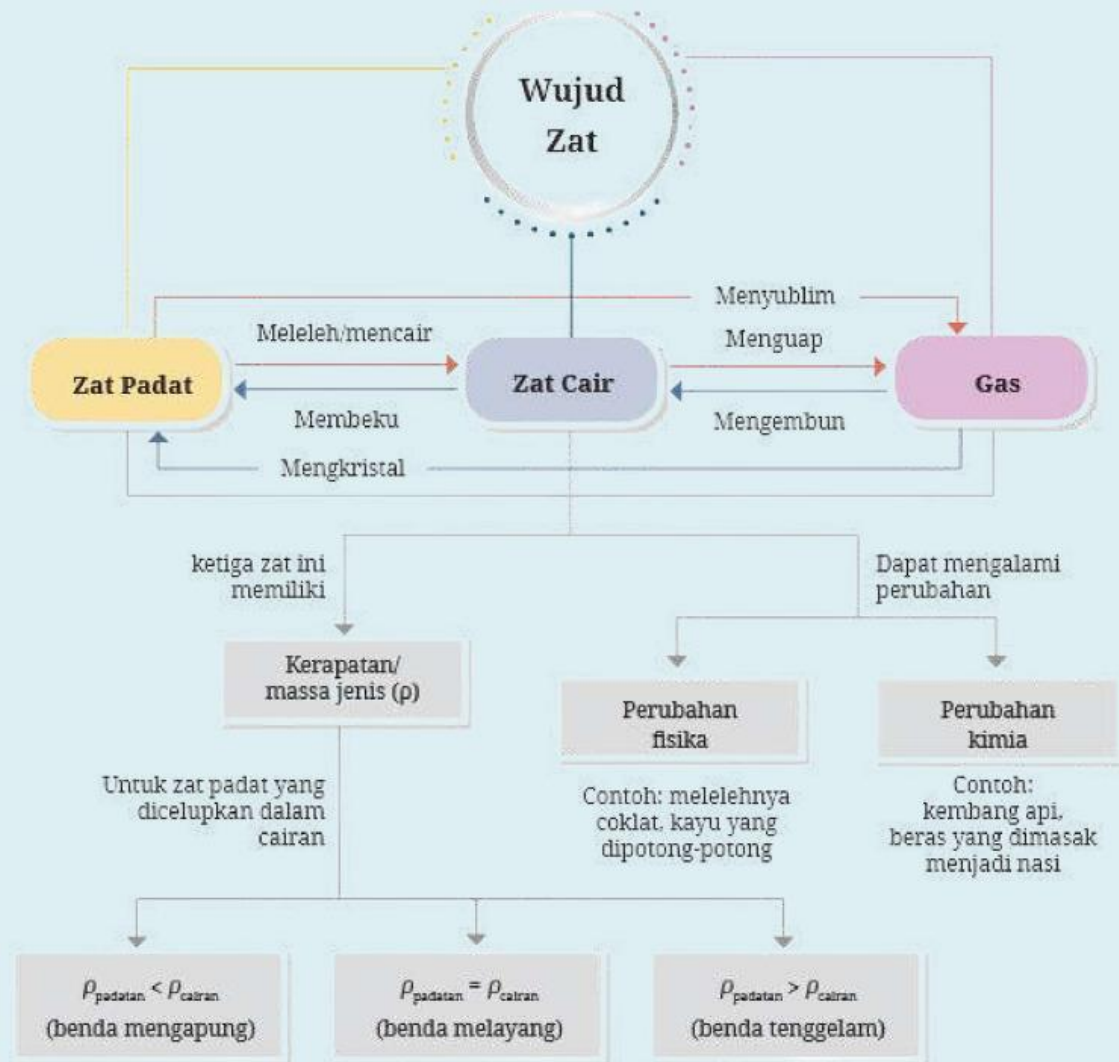 Wujud
Zat
Menyublim
Meleleh/mencair
Menguap
Zat Padat
Zat Cair
Gas
Membeku
Mengembun
Mengkristal
ketiga zat ini
memiliki
Dapat mengalami
perubahan
Kerapatan/
massa jenis (ρ)
Perubahan
fisika
Perubahan
kimia
Untuk zat padat yang
dicelupkan dalam
cairan
Contoh: melelehnya
coklat, kayu yang
dipotong-potong
Contoh:
kembang api,
beras yang dimasak
menjadi nasi
ρpadatan < ρcairan
(benda mengapung)
ρpadatan = ρcairan
(benda melayang)
ρpadatan > ρcairan
(benda tenggelam)